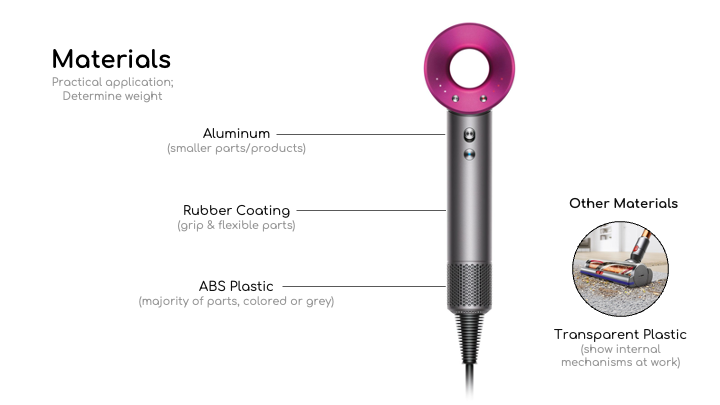 Materials
Practical application;
Determine weight
Aluminum
(smaller parts/products)
Rubber Coating
(grip & flexible parts)
ABS Plastic
(majority of parts, colored or grey)
Other Materials
Transparent Plastic
(show internal
mechanisms at work)